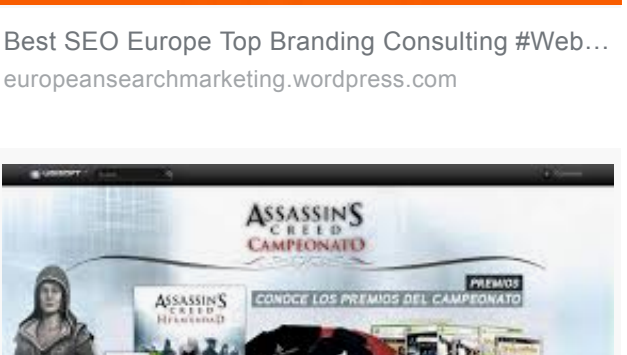 Best SEO Europe Top Branding Consulting #Web…
europeansearchmarketing.wordpress.com
UBISOFT
ASSASSIN'S
CREED
CAMPEONATO
PREMIOS
CONOCE LOS PREMIOS DEL CAMPEONATO
ASSASSIN'S
CREED
HERMANDAD